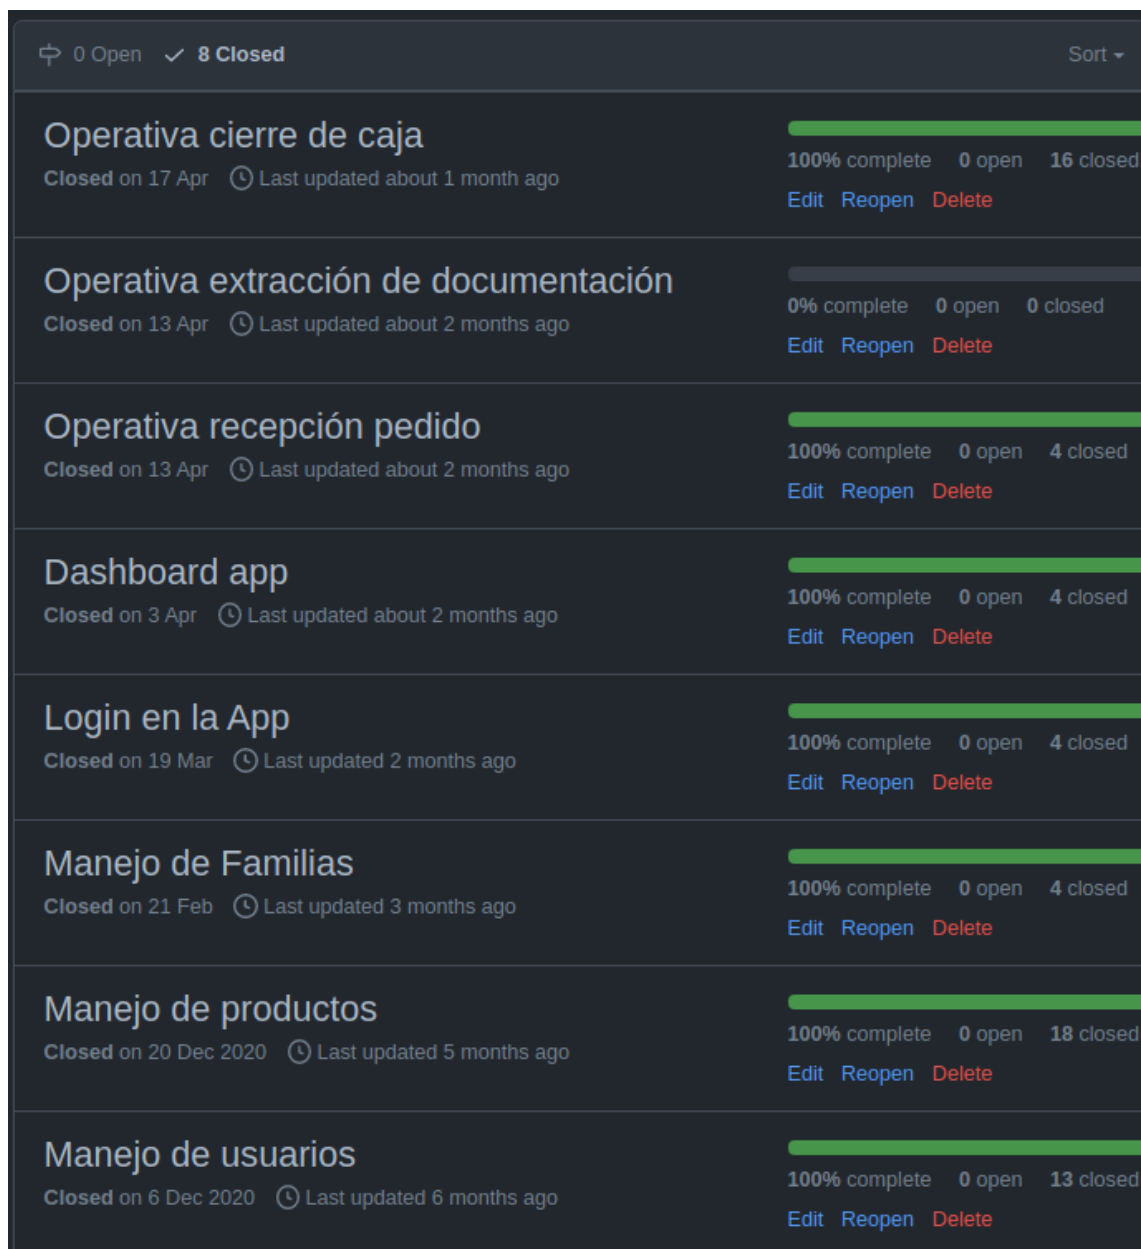 0 Open 8 Closed Sort
Operativa cierre de caja
Closed on 17 Apr Last updated about 1 month ago
100% complete 0 open 16 closed
Edit Reopen Delete
Operativa extracción de documentación
Closed on 13 Apr Last updated about 2 months ago
0% complete 0 open 0 closed
Edit Reopen Delete
Operativa recepción pedido
Closed on 13 Apr Last updated about 2 months ago
100% complete 0 open 4 closed
Edit Reopen Delete
Dashboard app
Closed on 3 Apr Last updated about 2 months ago
100% complete 0 open 4 closed
Edit Reopen Delete
Login en la App
Closed on 19 Mar Last updated 2 months ago
100% complete 0 open 4 closed
Edit Reopen Delete
Manejo de Familias
Closed on 21 Feb Last updated 3 months ago
100% complete 0 open 4 closed
Edit Reopen Delete
Manejo de productos
Closed on 20 Dec 2020 Last updated 5 months ago
100% complete 0 open 18 closed
Edit Reopen Delete
Manejo de usuarios
Closed on 6 Dec 2020 Last updated 6 months ago
100% complete 0 open 13 closed
Edit Reopen Delete